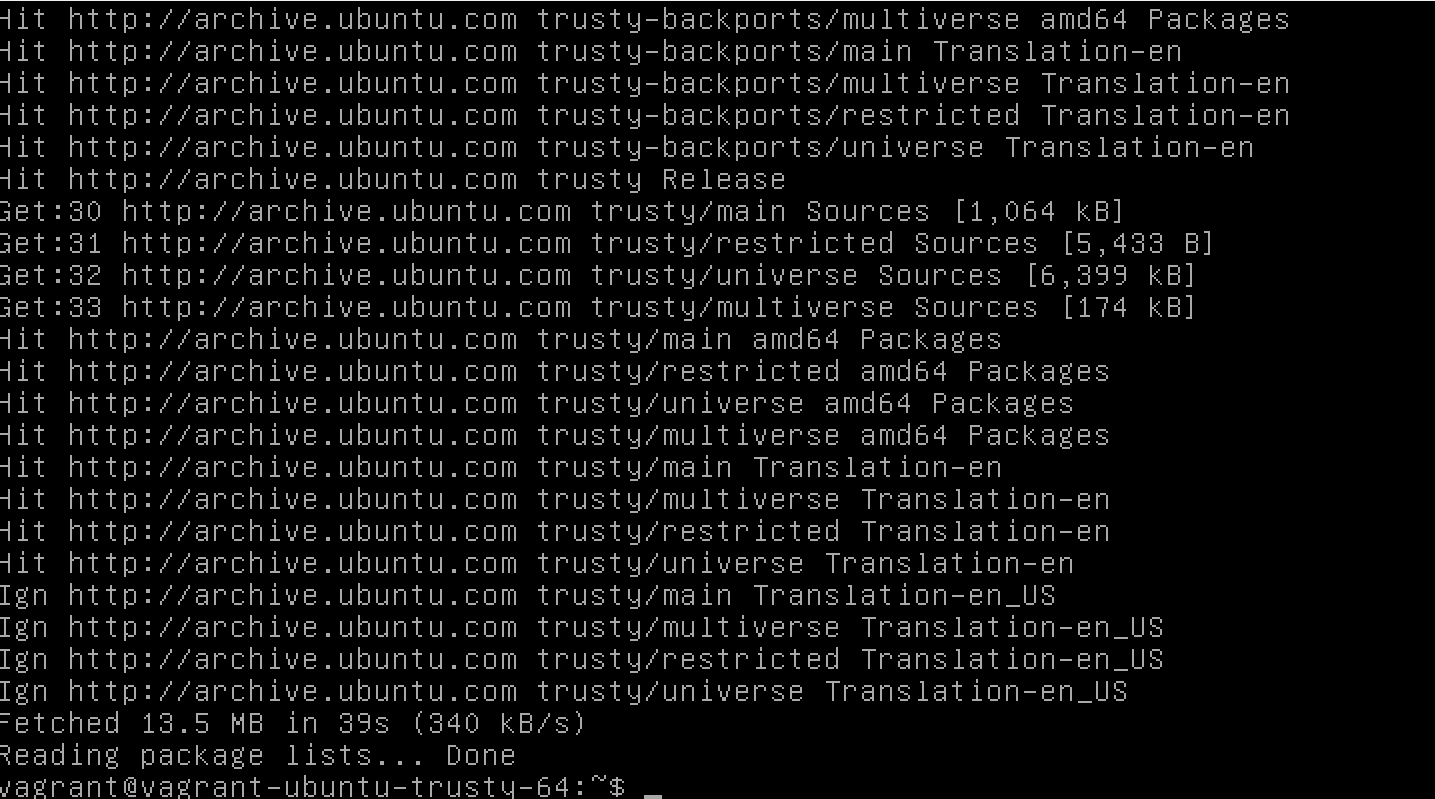 Hit http://archive.ubuntu.com trusty-backports/multiverse amd64 Packages
Hit http://archive.ubuntu.com trusty-backports/main Translation-en
Hit http://archive.ubuntu.com trusty-backports/multiverse Translation-en
Hit http://archive.ubuntu.com trusty-backports/restricted Translation-en
Hit http://archive.ubuntu.com trusty-backports/universe Translation-en
Hit http://archive.ubuntu.com trusty Release
Get:30 http://archive.ubuntu.com trusty/main Sources [1,064 kB]
Get:31 http://archive.ubuntu.com trusty/restricted Sources [5,433 B]
Get:32 http://archive.ubuntu.com trusty/universe Sources [6,399 kB]
Get:33 http://archive.ubuntu.com trusty/multiverse Sources [174 kB]
Hit http://archive.ubuntu.com trusty/main amd64 Packages
Hit http://archive.ubuntu.com trusty/restricted amd64 Packages
Hit http://archive.ubuntu.com trusty/universe amd64 Packages
Hit http://archive.ubuntu.com trusty/multiverse amd64 Packages
Hit http://archive.ubuntu.com trusty/main Translation-en
Hit http://archive.ubuntu.com trusty/multiverse Translation-en
Hit http://archive.ubuntu.com trusty/restricted Translation-en
Hit http://archive.ubuntu.com trusty/universe Translation-en
Ign http://archive.ubuntu.com trusty/main Translation-en_US
Ign http://archive.ubuntu.com trusty/multiverse Translation-en_US
Ign http://archive.ubuntu.com trusty/restricted Translation-en_US
Ign http://archive.ubuntu.com trusty/universe Translation-en_US
Fetched 13.5 MB in 39s (340 kB/s)
Reading package lists... Done
vagrant@vagrant-ubuntu-trusty-64:~$ _